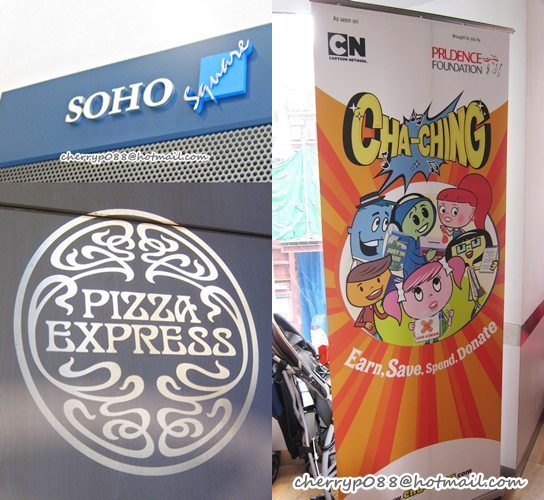 SOHO Square
cherryp088@hotmail.com
PIZZA
EXPRESS
As seen on
CN
CARTOON NETWORK.
Brought to you by
PRUDENCE
FOUNDATION
CHA-CHING
Earn, Save, Spend, Donate
cherryp088@hotmail.com